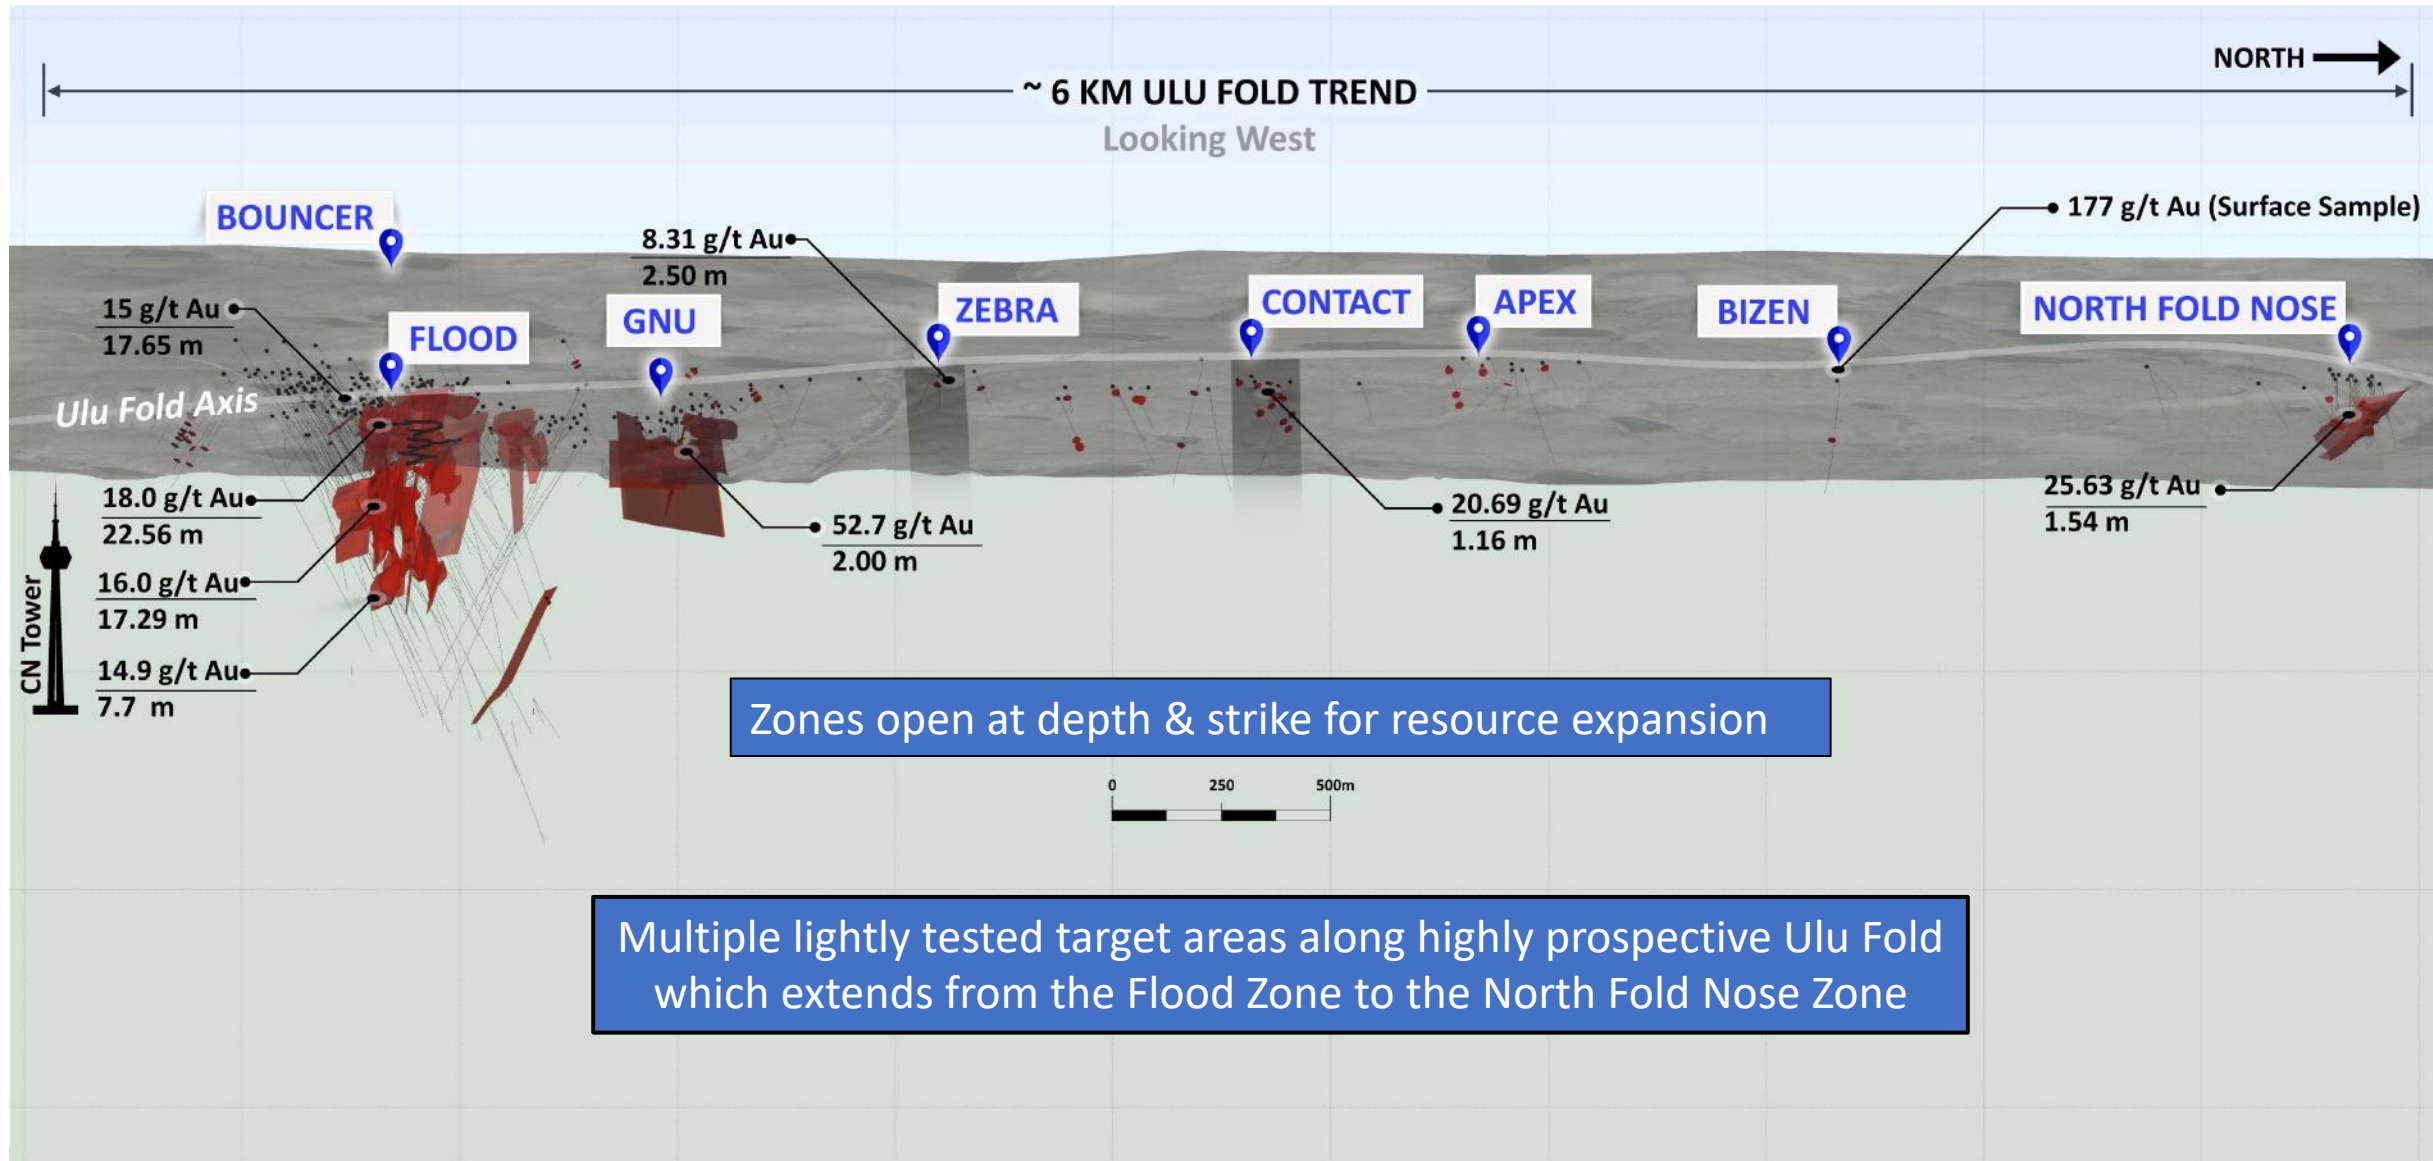 NORTH
~ 6 KM ULU FOLD TREND
Looking West
BOUNCER
177 g/t Au (Surface Sample)
8.31 g/t Au
2.50 m
15 g/t Au
17.65 m
FLOOD
GNU
ZEBRA
CONTACT
APEX
BIZEN
NORTH FOLD NOSE
Ulu Fold Axis
18.0 g/t Au
22.56 m
52.7 g/t Au
2.00 m
20.69 g/t Au
1.16 m
25.63 g/t Au
1.54 m
CN Tower
16.0 g/t Au
17.29 m
14.9 g/t Au
7.7 m
Zones open at depth & strike for resource expansion
0 250 500m
Multiple lightly tested target areas along highly prospective Ulu Fold
which extends from the Flood Zone to the North Fold Nose Zone